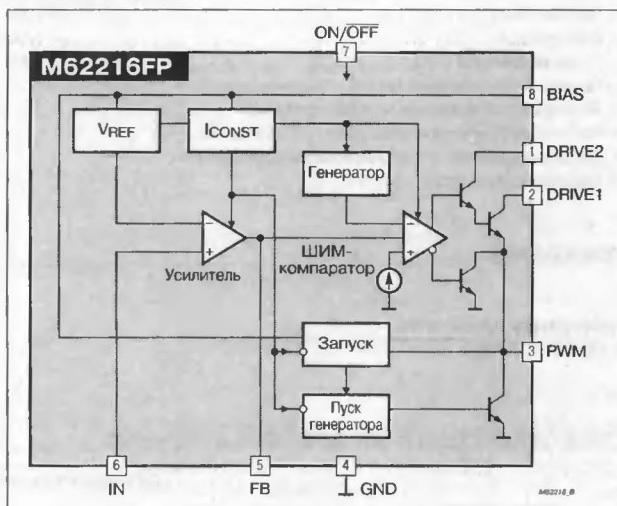 ON/OFF
7
M62216FP
8 BIAS
VREF
ICONST
1 DRIVE2
Генератор
2 DRIVE1
− +
− +
Усилитель
ШИМ-
компаратор
Запуск
3 PWM
Пуск
генератора
6 5 4
IN FB GND
M62216_B